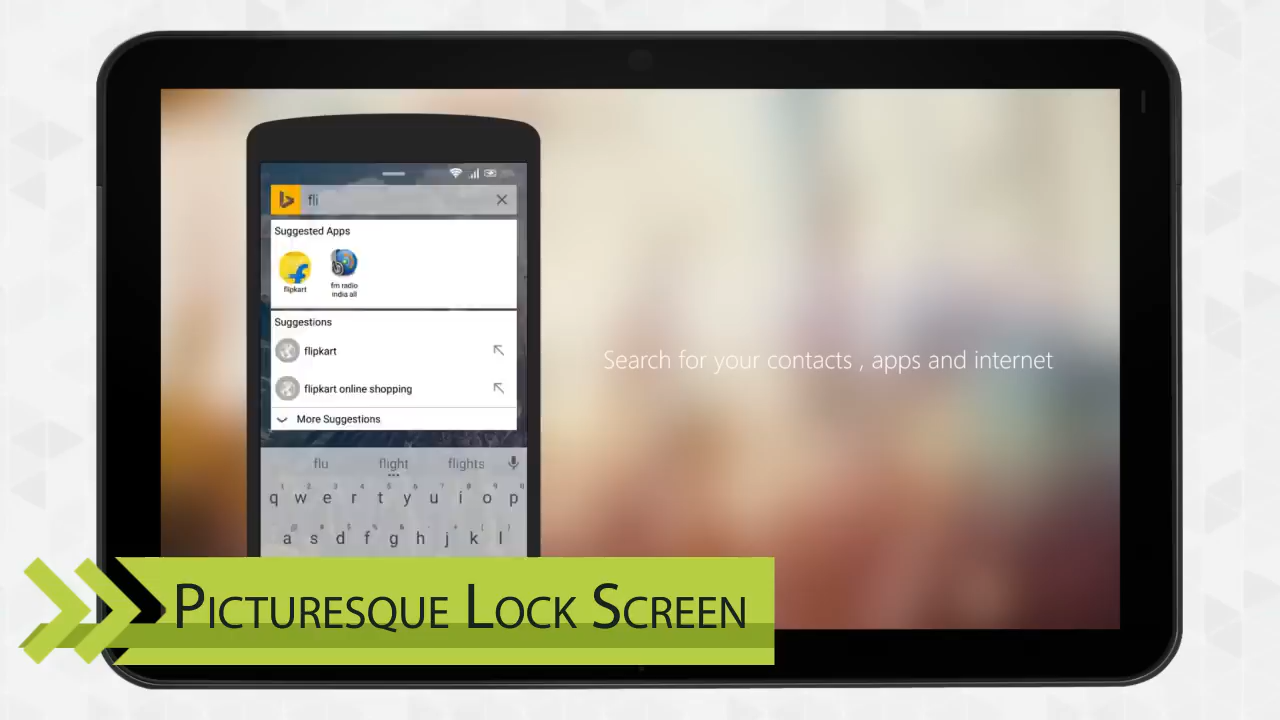 fli
Suggested Apps
flipkart
fm radio
india all
Suggestions
flipkart
flipkart online shopping
More Suggestions
Search for your contacts , apps and internet
flu flight flights
q w e r t y u i o p
a s d f g h j k l
Picturesque Lock Screen